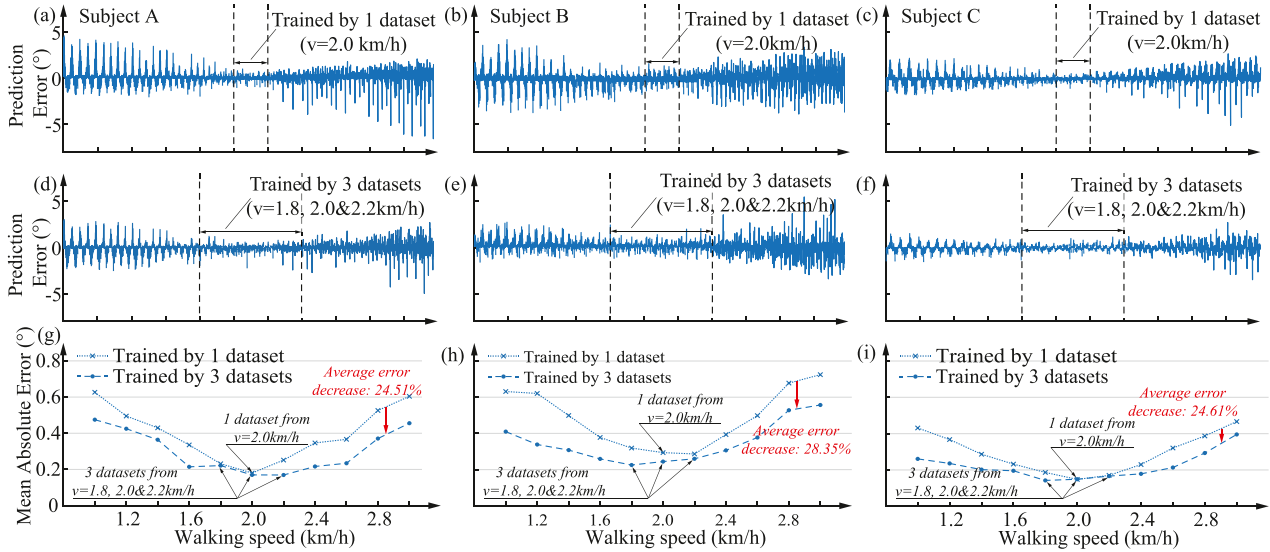 (a) Subject A
Trained by 1 dataset
(v=2.0 km/h)
(b) Subject B
Trained by 1 dataset
(v=2.0km/h)
(c) Subject C
Trained by 1 dataset
(v=2.0km/h)
Prediction
Error (°)
5
0
-5
(d)
Trained by 3 datasets
(v=1.8, 2.0&2.2km/h)
(e)
Trained by 3 datasets
(v=1.8, 2.0&2.2km/h)
(f)
Trained by 3 datasets
(v=1.8, 2.0&2.2km/h)
Prediction
Error (°)
5
0
-5
(g)
Mean Absolute Error (°)
0.8
0.6
0.4
0.2
0
Trained by 1 dataset
Trained by 3 datasets
Average error
decrease: 24.51%
1 dataset from
v=2.0km/h
3 datasets from
v=1.8, 2.0&2.2km/h
1.2 1.6 2.0 2.4 2.8
Walking speed (km/h)
(h)
Trained by 1 dataset
Trained by 3 datasets
1 dataset from
v=2.0km/h
Average error
decrease: 28.35%
3 datasets from
v=1.8, 2.0&2.2km/h
1.2 1.6 2.0 2.4 2.8
Walking speed (km/h)
(i)
Trained by 1 dataset
Trained by 3 datasets
Average error
decrease: 24.61%
1 dataset from
v=2.0km/h
3 datasets from
v=1.8, 2.0&2.2km/h
1.2 1.6 2.0 2.4 2.8
Walking speed (km/h)